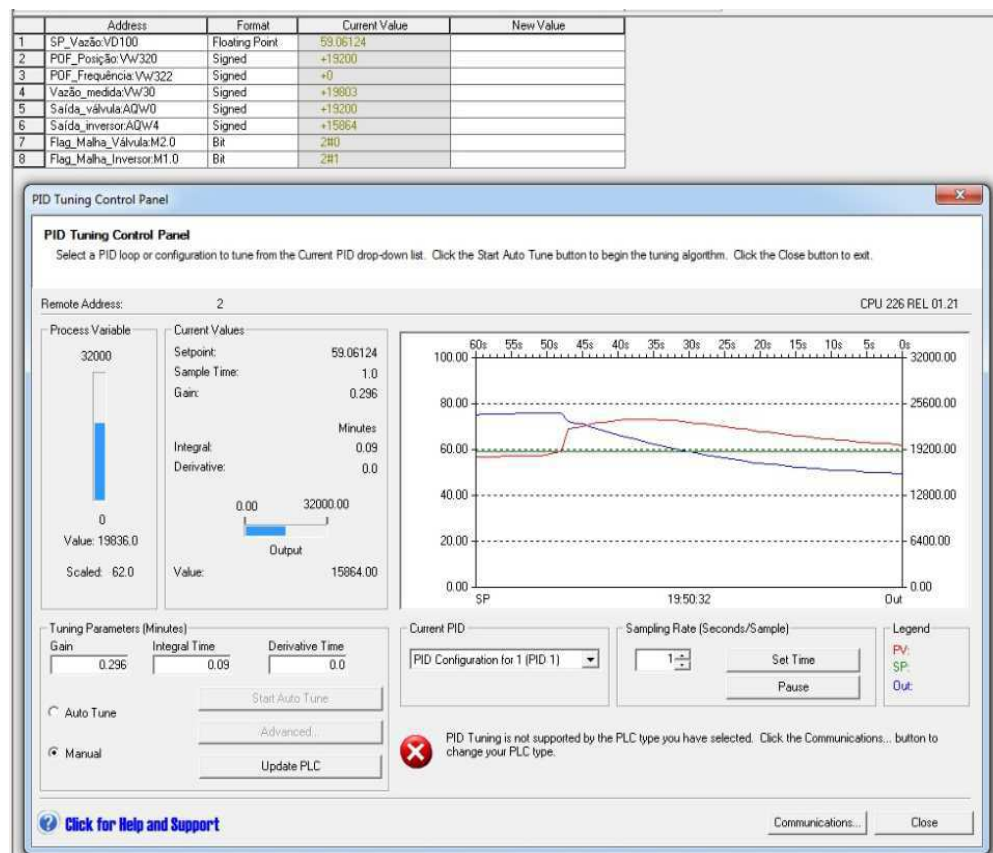 Address Format Current Value New Value
1 SP_Vazão:VD100 Floating Point 59.06124
2 POF_Posição:VW320 Signed +19200
3 POF_Frequência:VW322 Signed +0
4 Vazão_medida:VW30 Signed +19803
5 Saída_válvula:AQW0 Signed +19200
6 Saída_inversor:AQW4 Signed +15864
7 Flag_Malha_Válvula:M2.0 Bit 2#0
8 Flag_Malha_Inversor:M1.0 Bit 2#1
PID Tuning Control Panel
PID Tuning Control Panel
Select a PID loop or configuration to tune from the Current PID drop-down list. Click the Start Auto Tune button to begin the tuning algorithm. Click the Close button to exit.
Remote Address: 2 CPU 226 REL 01.21
Process Variable
32000
0
Value: 19836.0
Scaled: 62.0
Current Values
Setpoint: 59.06124
Sample Time: 1.0
Gain: 0.296
Minutes
Integral: 0.09
Derivative: 0.0
0.00 32000.00
Output
Value: 15864.00
60s 55s 50s 45s 40s 35s 30s 25s 20s 15s 10s 5s 0s
100.00 32000.00
80.00 25600.00
60.00 19200.00
40.00 12800.00
20.00 6400.00
0.00 0.00
SP 19:50:32 Out
Tuning Parameters (Minutes)
Gain Integral Time Derivative Time
0.296 0.09 0.0
Auto Tune
Manual
Start Auto Tune
Advanced...
Update PLC
Current PID
PID Configuration for 1 (PID 1)
Sampling Rate (Seconds/Sample)
1 Set Time
Pause
Legend
PV:
SP:
Out:
PID Tuning is not supported by the PLC type you have selected. Click the Communications... button to
change your PLC type.
Click for Help and Support
Communications... Close